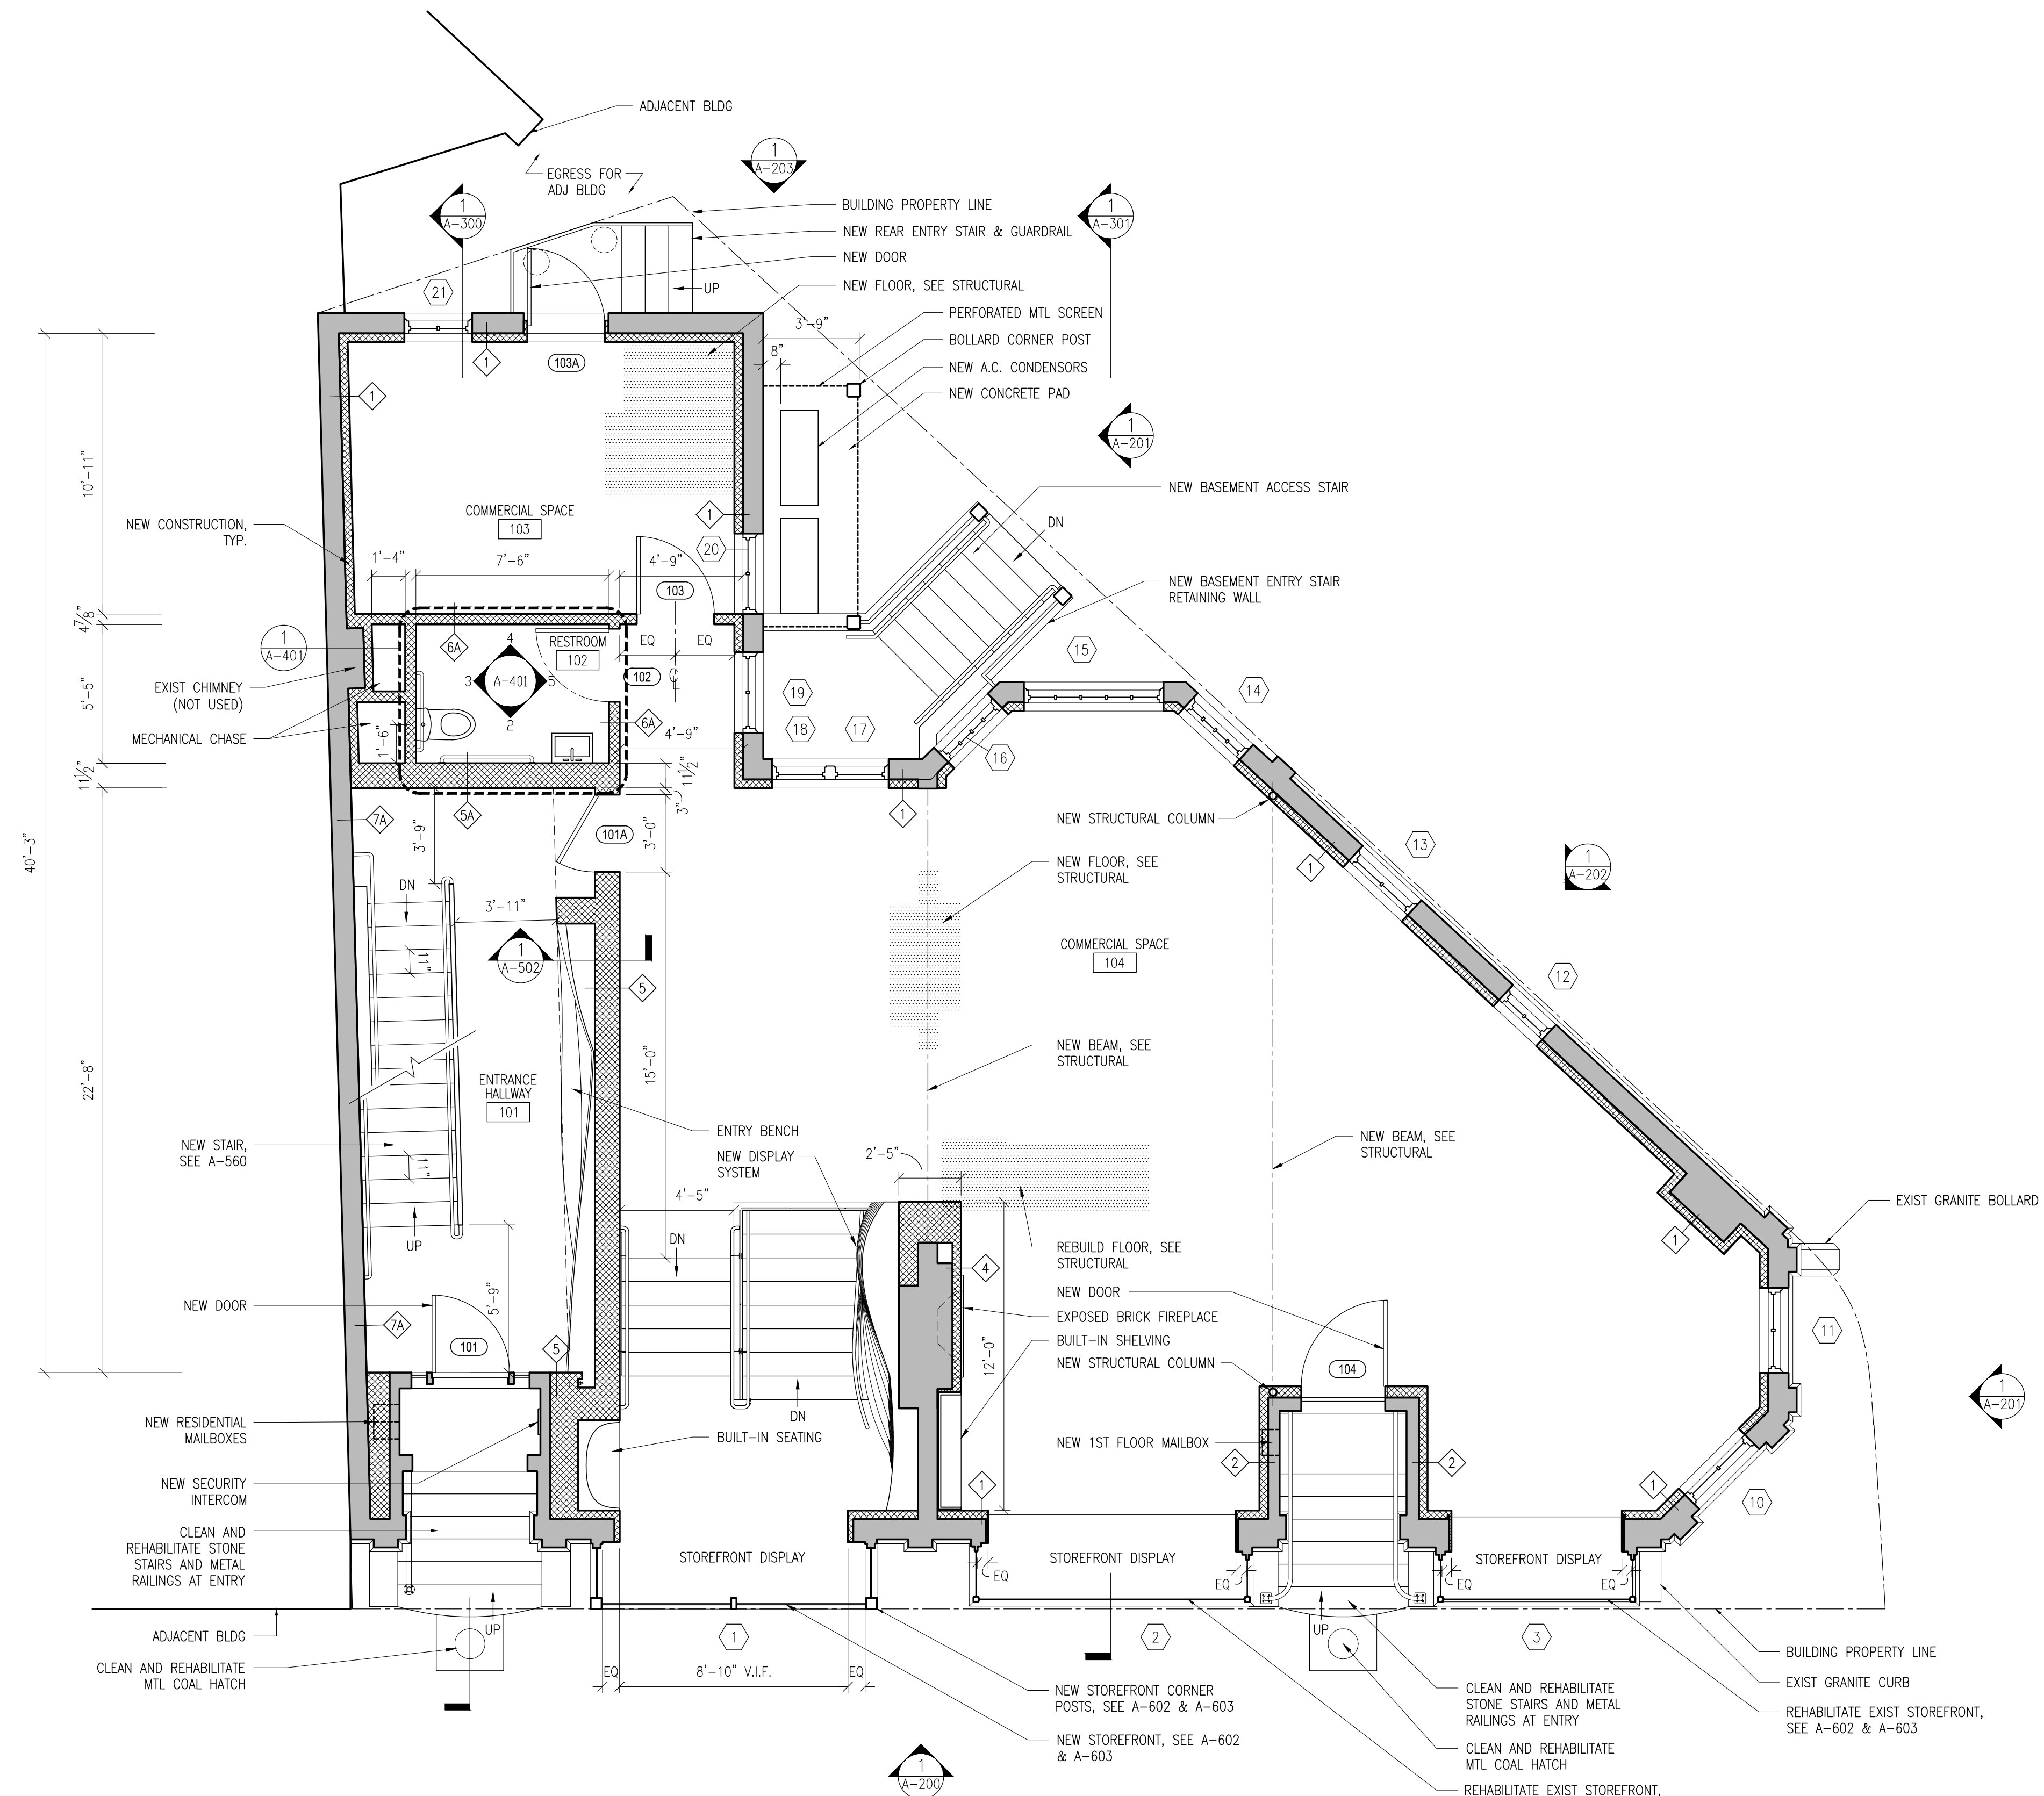 ADJACENT BLDG
1
A-203
EGRESS FOR
ADJ BLDG
1
A-300
BUILDING PROPERTY LINE
1
A-301
NEW REAR ENTRY STAIR & GUARDRAIL
NEW DOOR
NEW FLOOR, SEE STRUCTURAL
21
UP
PERFORATED MTL SCREEN
3'-9"
BOLLARD CORNER POST
8"
1
103A
NEW A.C. CONDENSORS
1
NEW CONCRETE PAD
1
A-201
10'-11"
NEW BASEMENT ACCESS STAIR
COMMERCIAL SPACE
103
1
DN
NEW CONSTRUCTION,
TYP.
20
1'-4"
7'-6"
4'-9"
103
NEW BASEMENT ENTRY STAIR
RETAINING WALL
4 7/8"
1
A-401
6A
4
RESTROOM
102
EQ
EQ
15
3
A-401
5
102
CL
EXIST CHIMNEY
(NOT USED)
5'-5"
19
14
2
6A
18
17
MECHANICAL CHASE
1'-6"
4'-9"
16
11 1/2"
11 1/2"
3"
5A
1
7A
NEW STRUCTURAL COLUMN
101A
3'-9"
3'-0"
40'-3"
13
1
1
A-202
NEW FLOOR, SEE
STRUCTURAL
DN
3'-11"
COMMERCIAL SPACE
104
11"
1
A-502
5
12
NEW BEAM, SEE
STRUCTURAL
15'-0"
22'-8"
ENTRANCE
HALLWAY
101
ENTRY BENCH
NEW STAIR,
SEE A-560
11"
NEW DISPLAY
SYSTEM
2'-5"
NEW BEAM, SEE
STRUCTURAL
4'-5"
EXIST GRANITE BOLLARD
UP
DN
1
REBUILD FLOOR, SEE
STRUCTURAL
4
NEW DOOR
5'-9"
NEW DOOR
EXPOSED BRICK FIREPLACE
7A
101
5
BUILT-IN SHELVING
11
12'-0"
NEW STRUCTURAL COLUMN
104
1
A-201
NEW RESIDENTIAL
MAILBOXES
DN
BUILT-IN SEATING
NEW 1ST FLOOR MAILBOX
2
2
NEW SECURITY
INTERCOM
1
1
10
CLEAN AND
REHABILITATE STONE
STAIRS AND METAL
RAILINGS AT ENTRY
STOREFRONT DISPLAY
STOREFRONT DISPLAY
STOREFRONT DISPLAY
EQ
EQ
EQ
EQ
ADJACENT BLDG
UP
1
2
UP
3
BUILDING PROPERTY LINE
CLEAN AND REHABILITATE
MTL COAL HATCH
EQ
8'-10" V.I.F.
EQ
EXIST GRANITE CURB
NEW STOREFRONT CORNER
POSTS, SEE A-602 & A-603
CLEAN AND REHABILITATE
STONE STAIRS AND METAL
RAILINGS AT ENTRY
REHABILITATE EXIST STOREFRONT,
SEE A-602 & A-603
NEW STOREFRONT, SEE A-602
& A-603
CLEAN AND REHABILITATE
MTL COAL HATCH
1
A-200
REHABILITATE EXIST STOREFRONT,